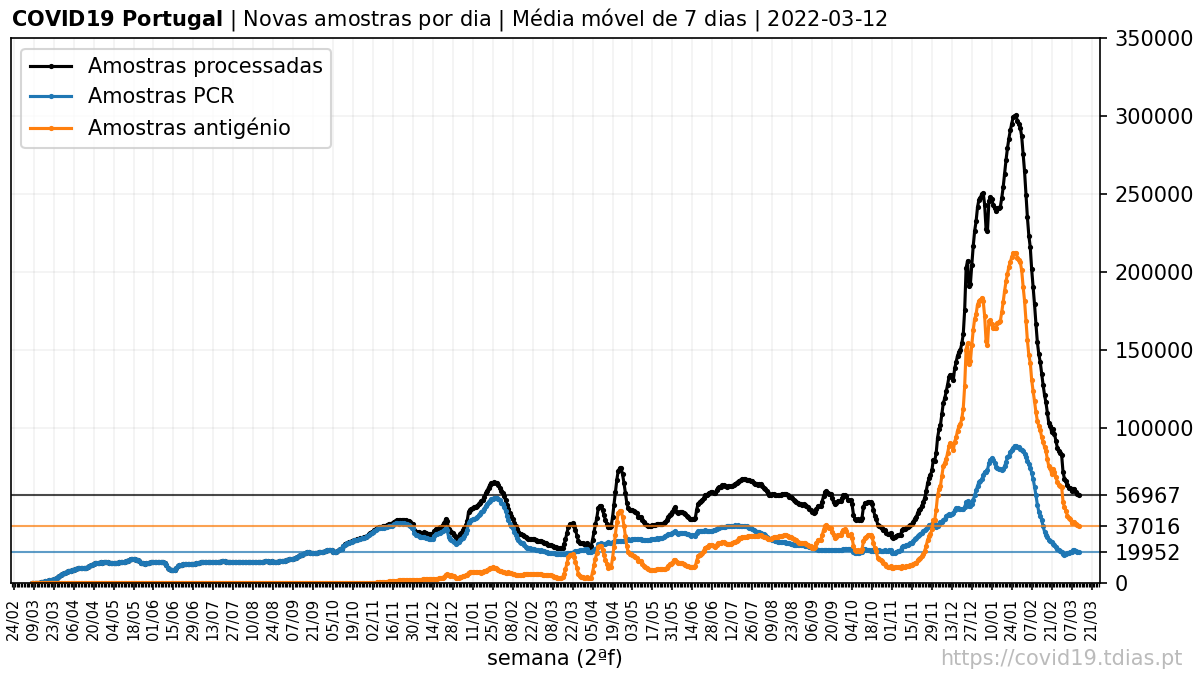 COVID19 Portugal | Novas amostras por dia | Média móvel de 7 dias | 2022-03-12
Amostras processadas
Amostras PCR
Amostras antigénio
350000
300000
250000
200000
150000
100000
56967
37016
19952
0
24/02 09/03 23/03 06/04 20/04 04/05 18/05 01/06 15/06 29/06 13/07 27/07 10/08 24/08 07/09 21/09 05/10 19/10 02/11 16/11 30/11 14/12 28/12 11/01 25/01 08/02 22/02 08/03 22/03 05/04 19/04 03/05 17/05 31/05 14/06 28/06 12/07 26/07 09/08 23/08 06/09 20/09 04/10 18/10 01/11 15/11 29/11 13/12 27/12 10/01 24/01 07/02 21/02 07/03 21/03
semana (2ªf)
https://covid19.tdias.pt